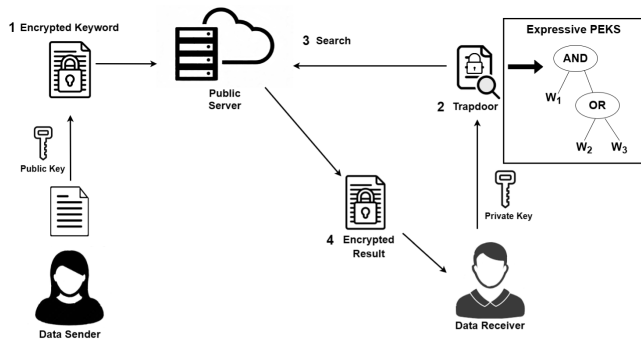 1 Encrypted Keyword
Public Key
Data Sender
Public
Server
3 Search
2 Trapdoor
Private Key
4 Encrypted
Result
Data Receiver
Expressive PEKS
AND
W1
OR
W2 W3